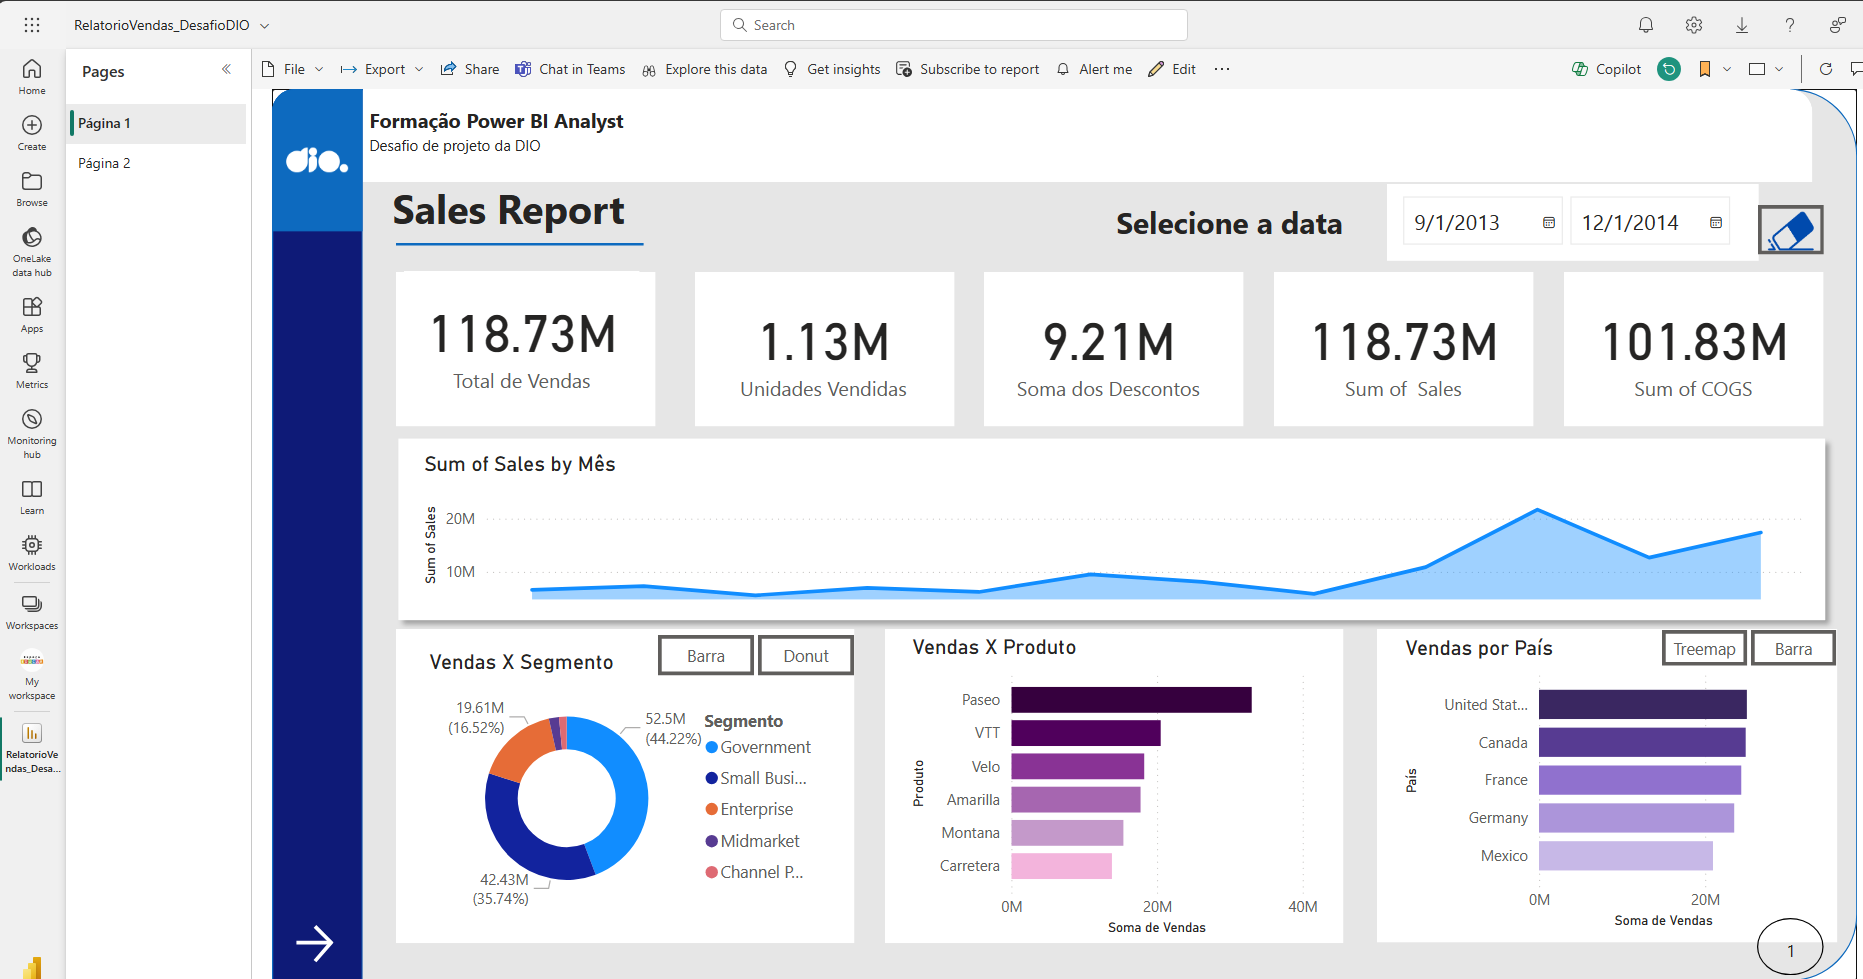 RelatorioVendas_DesafioDIO
Search
Home
Create
Browse
OneLake
data hub
Apps
Metrics
Monitoring
hub
Learn
Workloads
Workspaces
My
workspace
RelatorioVe
ndas_Desa...
Pages
Página 1
Página 2
File
Export
Share
Chat in Teams
Explore this data
Get insights
Subscribe to report
Alert me
Edit
Copilot
dio.
Formação Power BI Analyst
Desafio de projeto da DIO
Sales Report
Selecione a data
9/1/2013
12/1/2014
118.73M
Total de Vendas
1.13M
Unidades Vendidas
9.21M
Soma dos Descontos
118.73M
Sum of  Sales
101.83M
Sum of COGS
Sum of Sales by Mês
Sum of Sales
20M
10M
Vendas X Segmento
Barra
Donut
19.61M
(16.52%)
52.5M
(44.22%)
42.43M
(35.74%)
Segmento
Government
Small Busi...
Enterprise
Midmarket
Channel P...
Vendas X Produto
Produto
Paseo
VTT
Velo
Amarilla
Montana
Carretera
0M
20M
40M
Soma de Vendas
Vendas por País
Treemap
Barra
País
United Stat...
Canada
France
Germany
Mexico
0M
20M
Soma de Vendas
1